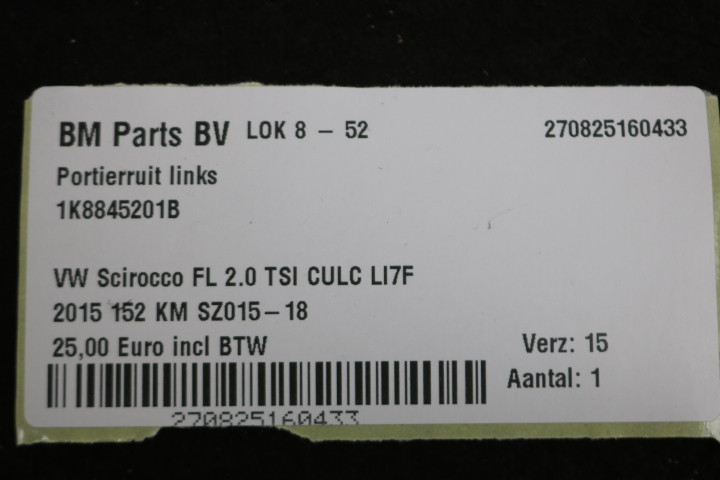 BM Parts BV LOK 8 - 52 270825160433
Portierruit links
1K8845201B
VW Scirocco FL 2.0 TSI CULC LI7F
2015 152 KM SZ015-18
25,00 Euro incl BTW Verz: 15
Aantal: 1
270825160433